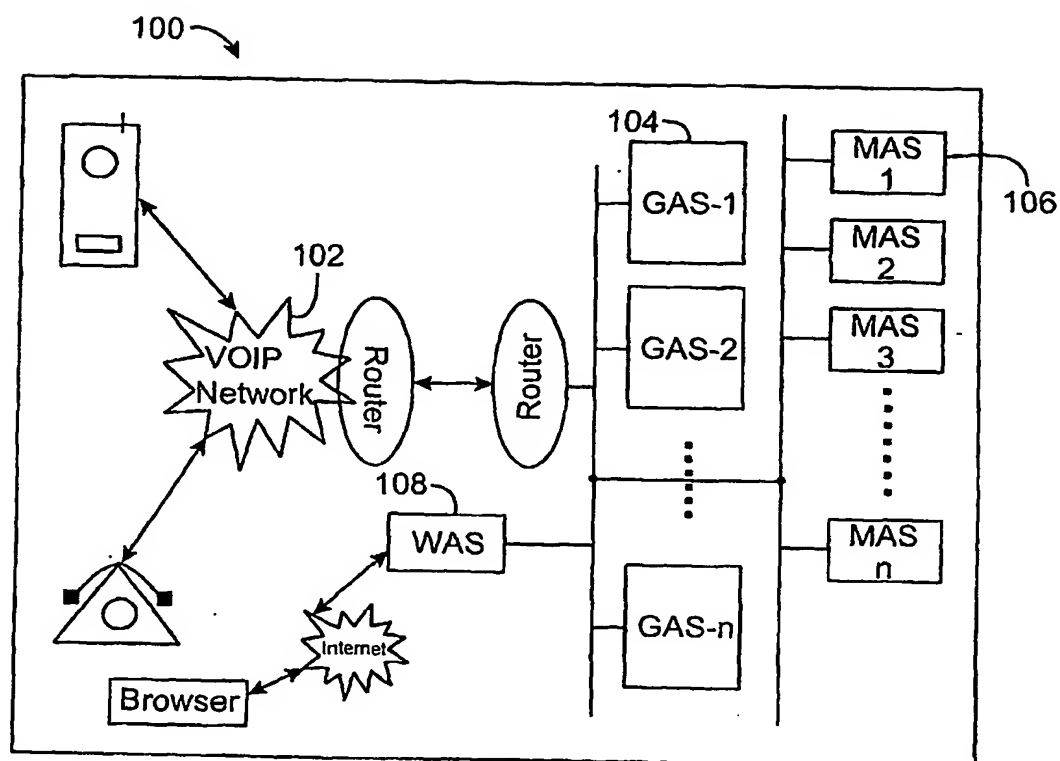 100
104
MAS
1
106
GAS-1
102
MAS
2
VOIP
Network
Router
Router
GAS-2
MAS
3
108
WAS
MAS
n
Internet
GAS-n
Browser